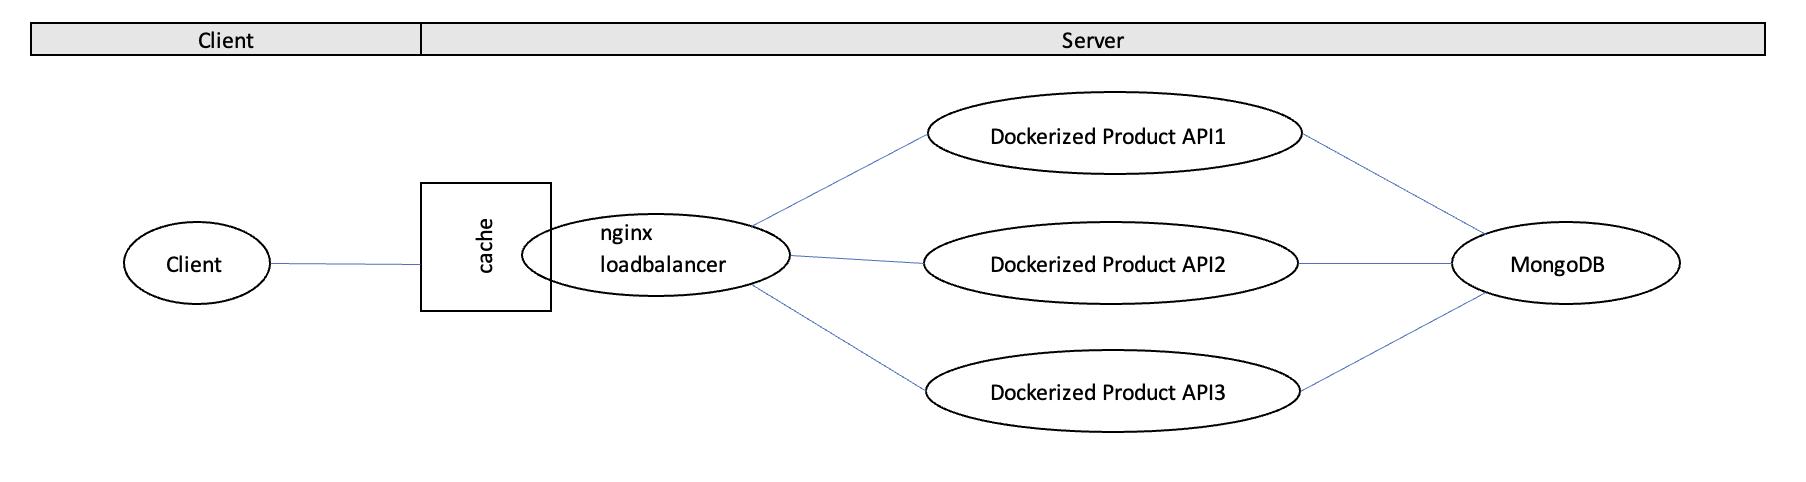 Client
Server
Client
cache
nginx
loadbalancer
Dockerized Product API1
Dockerized Product API2
Dockerized Product API3
MongoDB